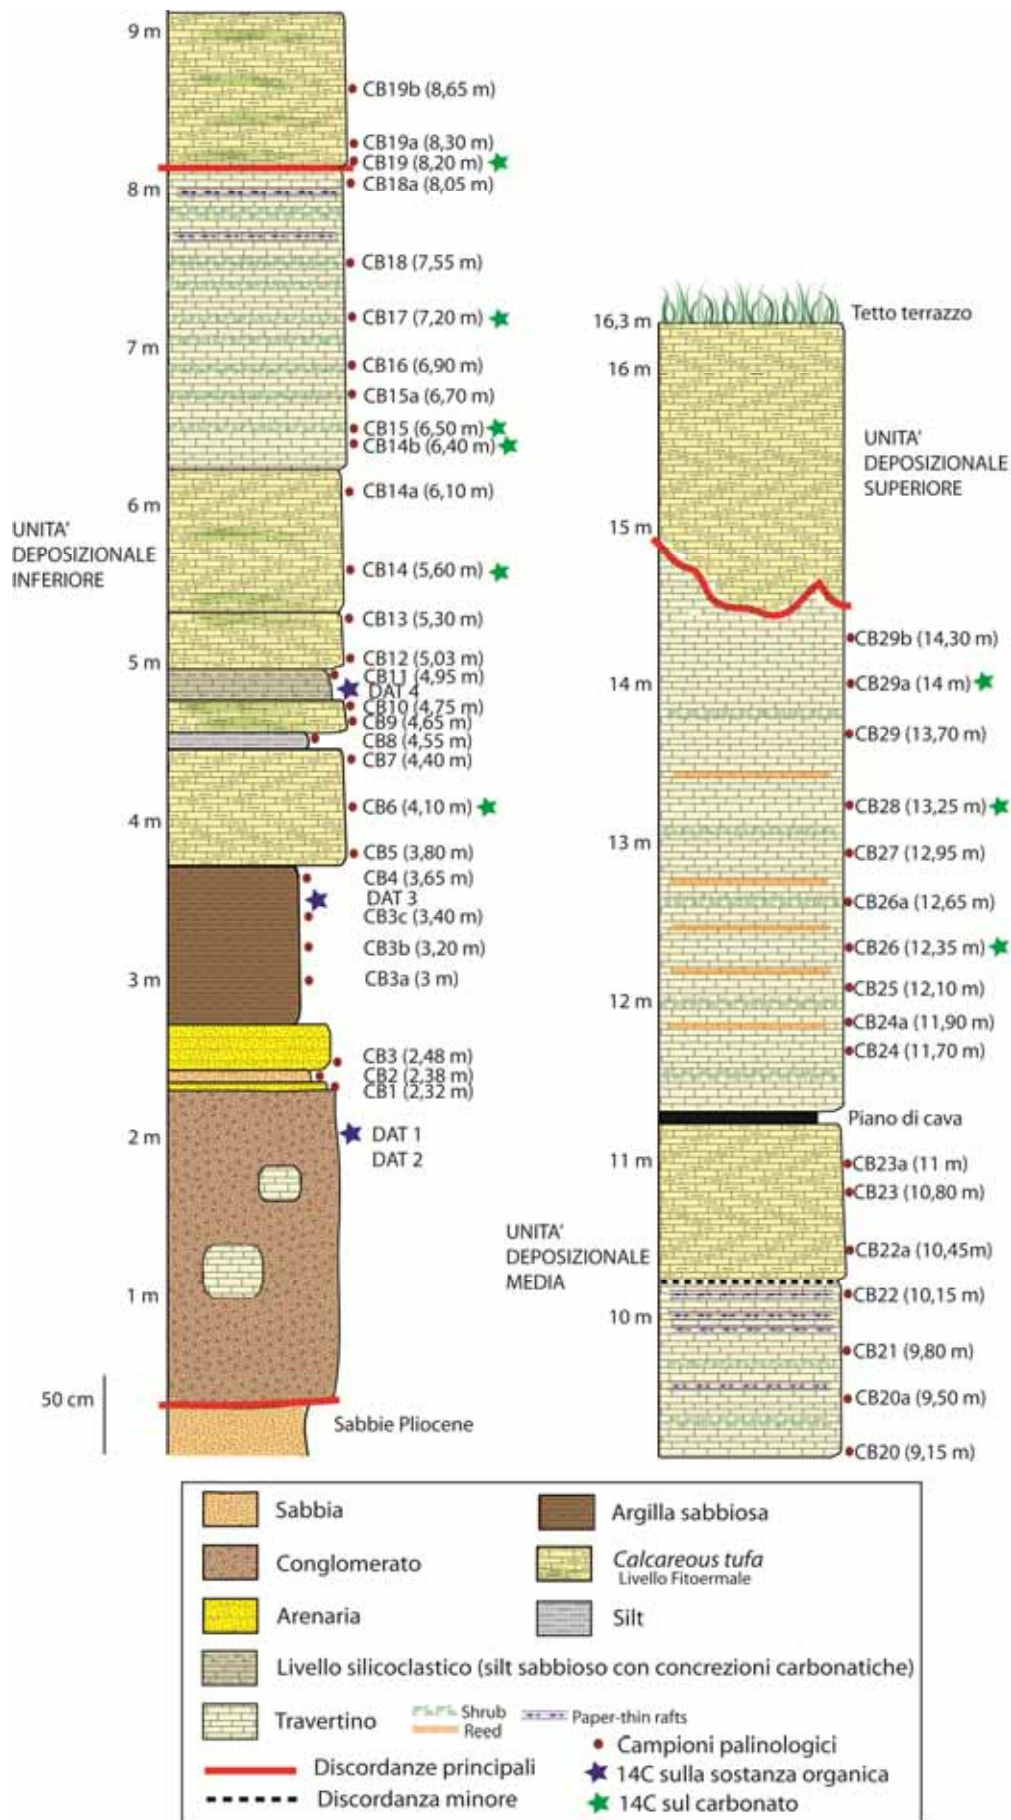 9 m
CB19b (8,65 m)
CB19a (8,30 m)
CB19 (8,20 m)
8 m
CB18a (8,05 m)
CB18 (7,55 m)
CB17 (7,20 m)
7 m
CB16 (6,90 m)
CB15a (6,70 m)
CB15 (6,50 m)
CB14b (6,40 m)
CB14a (6,10 m)
6 m
UNITA'
DEPOSIZIONALE
INFERIORE
CB14 (5,60 m)
CB13 (5,30 m)
5 m
CB12 (5,03 m)
CB11 (4,95 m)
DAT 4
CB10 (4,75 m)
CB9 (4,65 m)
CB8 (4,55 m)
CB7 (4,40 m)
CB6 (4,10 m)
4 m
CB5 (3,80 m)
CB4 (3,65 m)
DAT 3
CB3c (3,40 m)
CB3b (3,20 m)
3 m
CB3a (3 m)
CB3 (2,48 m)
CB2 (2,38 m)
CB1 (2,32 m)
2 m
DAT 1
DAT 2
1 m
50 cm
Sabbie Pliocene
Tetto terrazzo
16,3 m
16 m
UNITA'
DEPOSIZIONALE
SUPERIORE
15 m
CB29b (14,30 m)
14 m
CB29a (14 m)
CB29 (13,70 m)
CB28 (13,25 m)
13 m
CB27 (12,95 m)
CB26a (12,65 m)
CB26 (12,35 m)
CB25 (12,10 m)
12 m
CB24a (11,90 m)
CB24 (11,70 m)
Piano di cava
11 m
CB23a (11 m)
CB23 (10,80 m)
UNITA'
DEPOSIZIONALE
MEDIA
CB22a (10,45m)
CB22 (10,15 m)
10 m
CB21 (9,80 m)
CB20a (9,50 m)
CB20 (9,15 m)
Sabbia
Argilla sabbiosa
Conglomerato
Calcareous tufa
Livello Fitoermale
Arenaria
Silt
Livello silicoclastico (silt sabbioso con concrezioni carbonatiche)
Travertino
Shrub
Reed
Paper-thin rafts
Campioni palinologici
Discordanze principali
14C sulla sostanza organica
Discordanza minore
14C sul carbonato